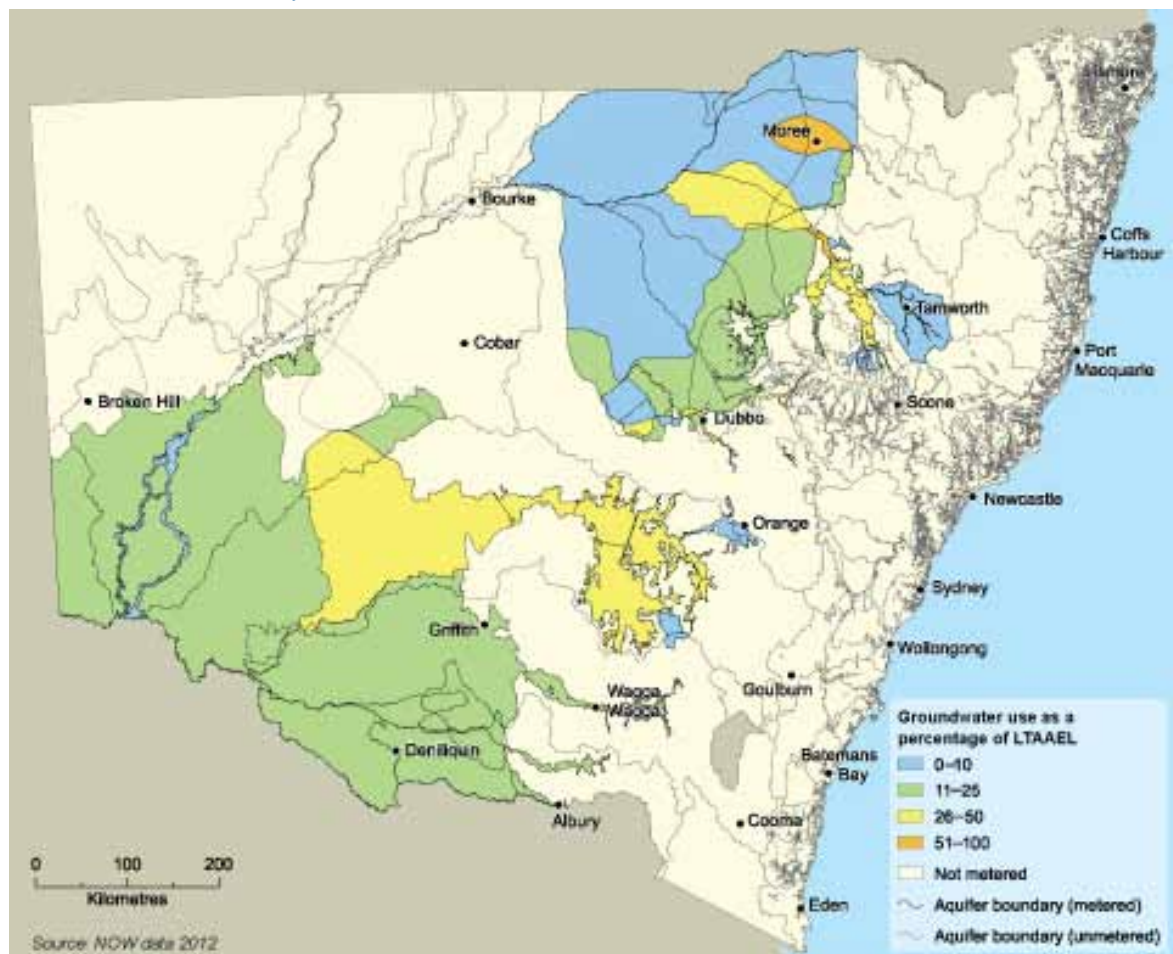 Lismore
Moree
Bourke
Coffs
Harbour
Tamworth
Cobar
Port
Macquarie
Broken Hill
Scone
Dubbo
Newcastle
Orange
Sydney
Griffith
Wollongong
Goulburn
Wagga
Wagga
Deniliquin
Batemans
Bay
Albury
Cooma
Eden
Groundwater use as a
percentage of LTAAEL
0–10
11–25
26–50
51–100
Not metered
Aquifer boundary (metered)
Aquifer boundary (unmetered)
0 100 200
Kilometres
Source: NOW data 2012